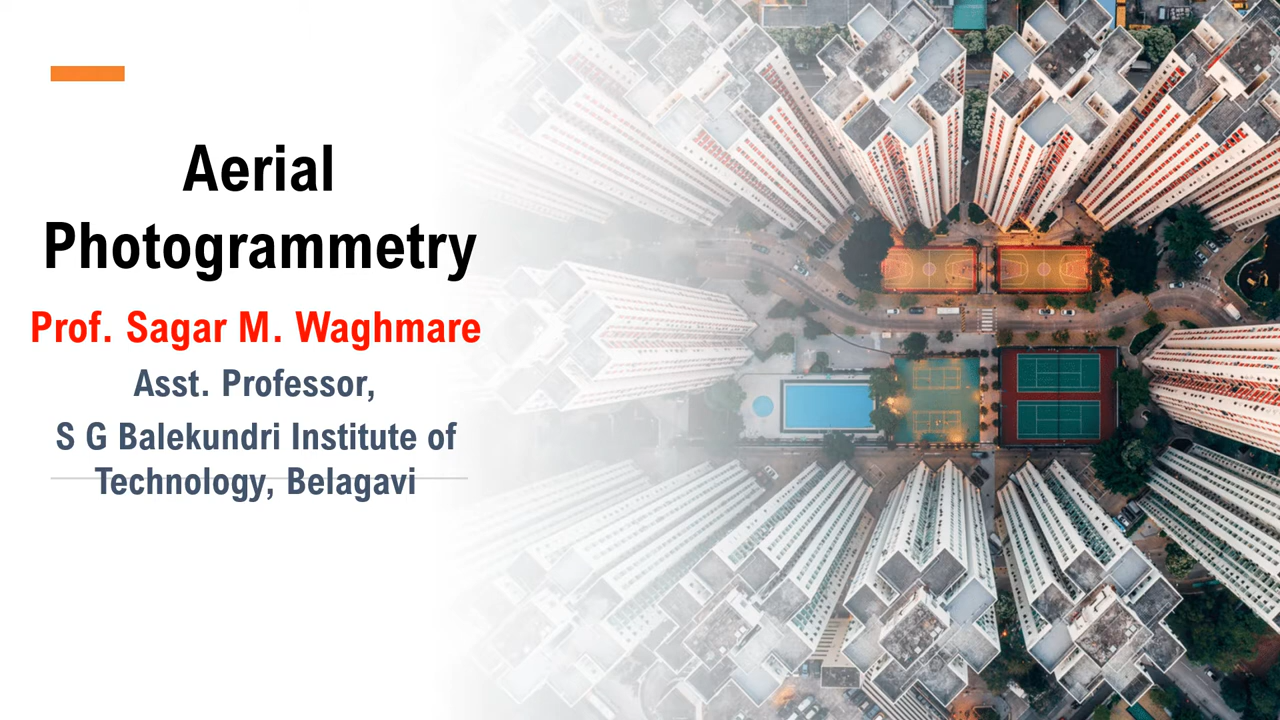 Aerial
Photogrammetry
Prof. Sagar M. Waghmare
Asst. Professor,
S G Balekundri Institute of
Technology, Belagavi